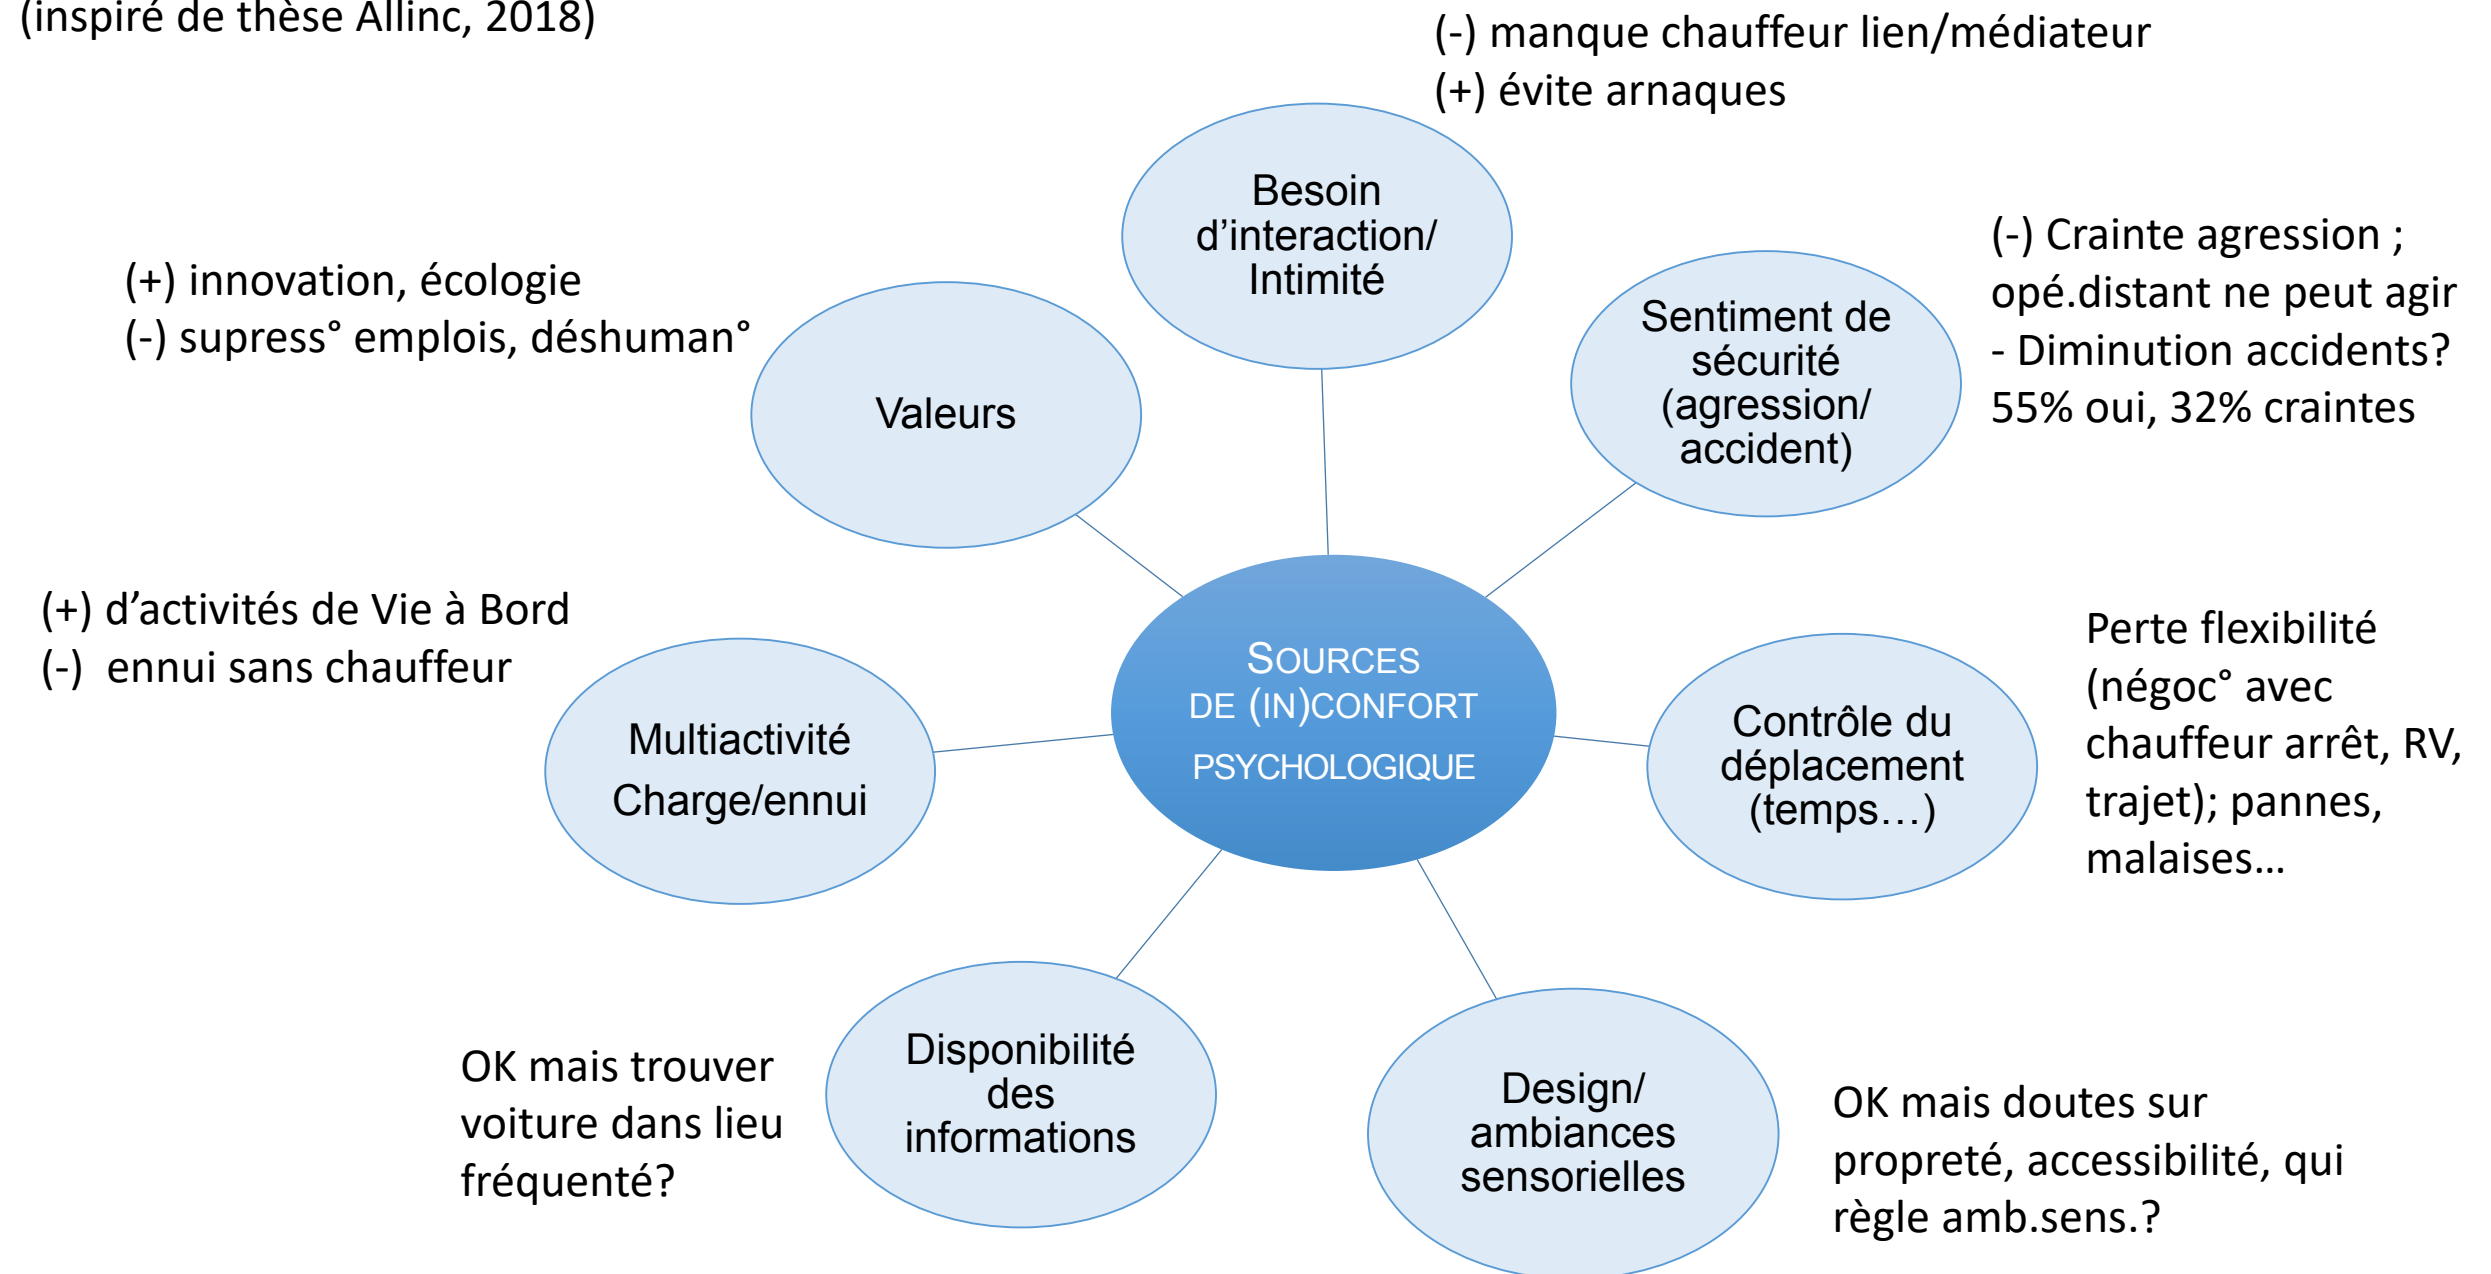 (inspiré de thèse Allinc, 2018)
(-) manque chauffeur lien/médiateur
(+) évite arnaques
Besoin
d’interaction/
Intimité
(-) Crainte agression ;
opé.distant ne peut agir
- Diminution accidents?
55% oui, 32% craintes
Sentiment de
sécurité
(agression/
accident)
(+) innovation, écologie
(-) supress° emplois, déshuman°
Valeurs
(+) d’activités de Vie à Bord
(-) ennui sans chauffeur
Multiactivité
Charge/ennui
SOURCES
DE (IN)CONFORT
PSYCHOLOGIQUE
Contrôle du
déplacement
(temps…)
Perte flexibilité
(négoc° avec
chauffeur arrêt, RV,
trajet); pannes,
malaises…
OK mais trouver
voiture dans lieu
fréquenté?
Disponibilité
des
informations
Design/
ambiances
sensorielles
OK mais doutes sur
propreté, accessibilité, qui
règle amb.sens.?